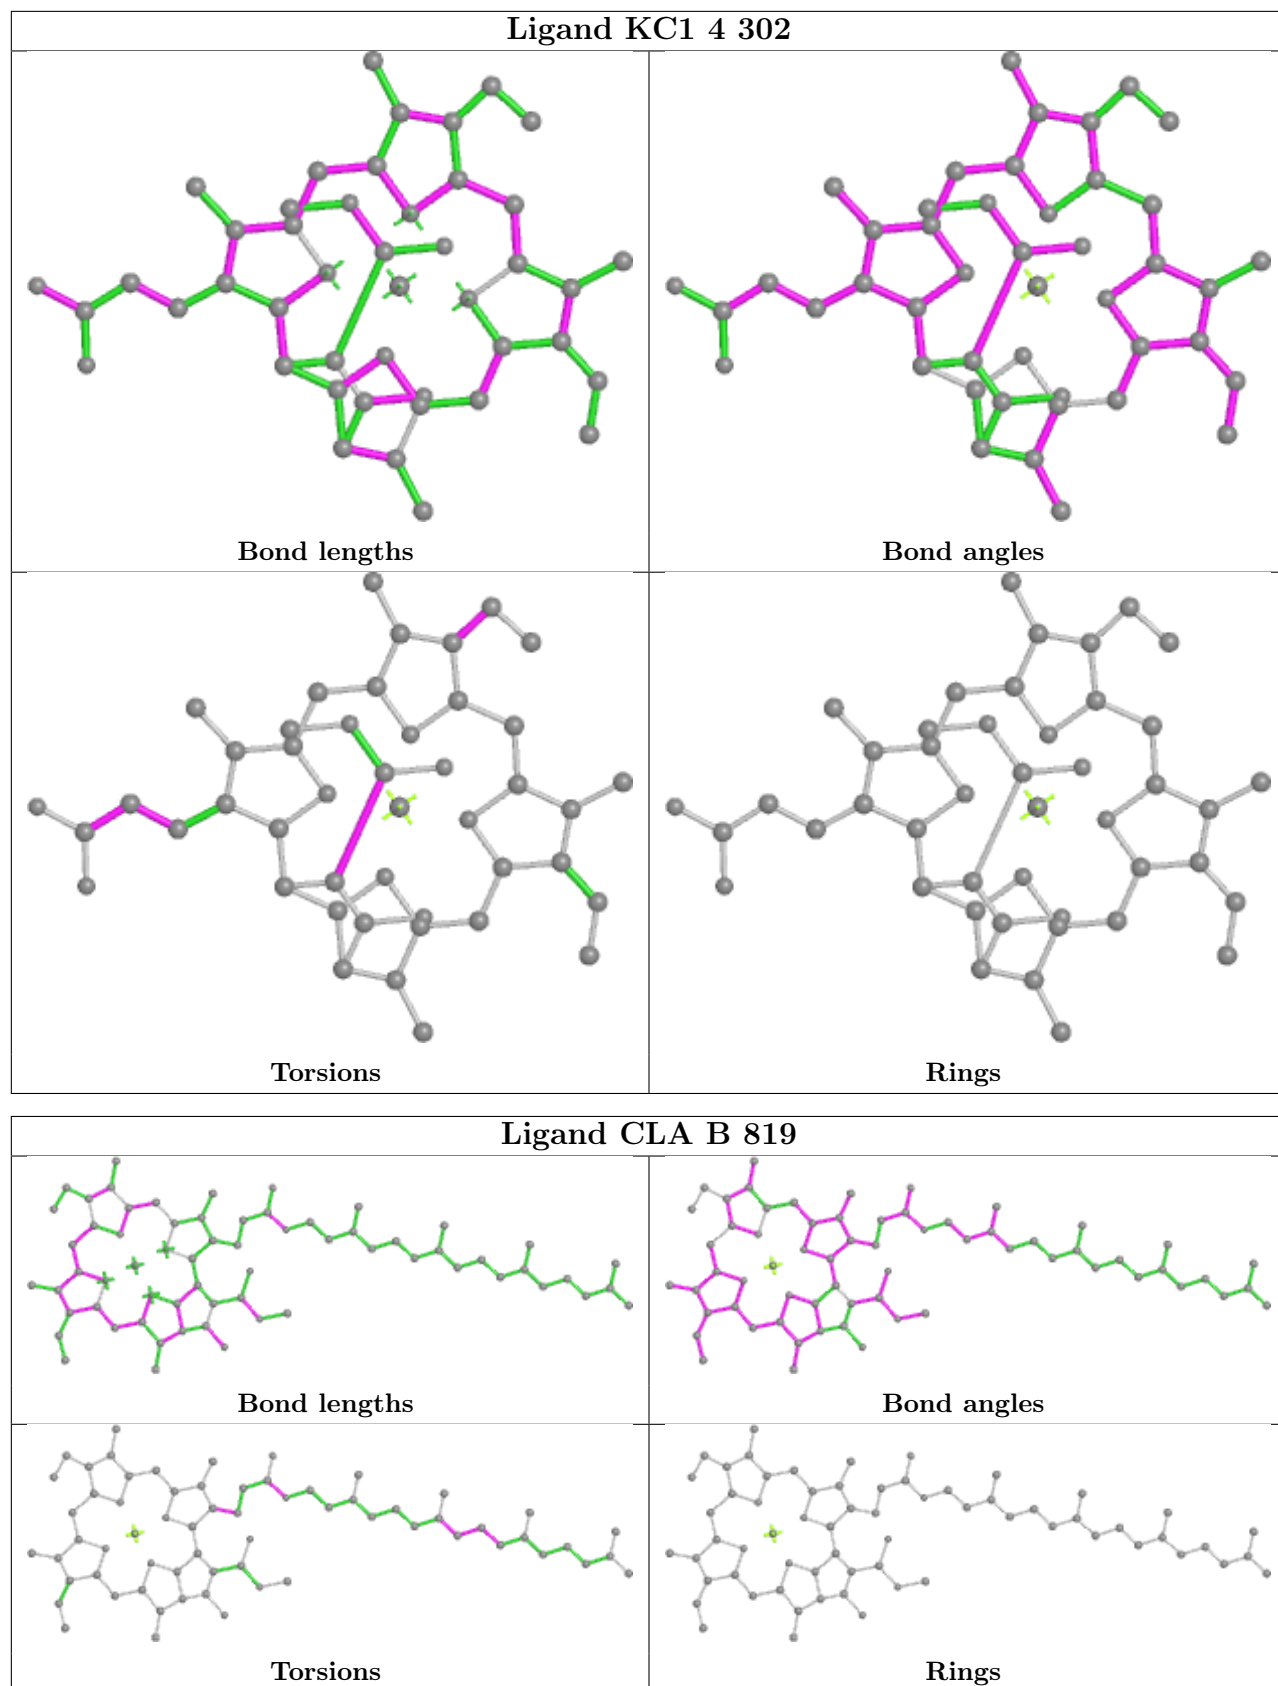 Ligand KC1 4 302
Bond lengths
Bond angles
Torsions
Rings
Ligand CLA B 819
Bond lengths
Bond angles
Torsions
Rings